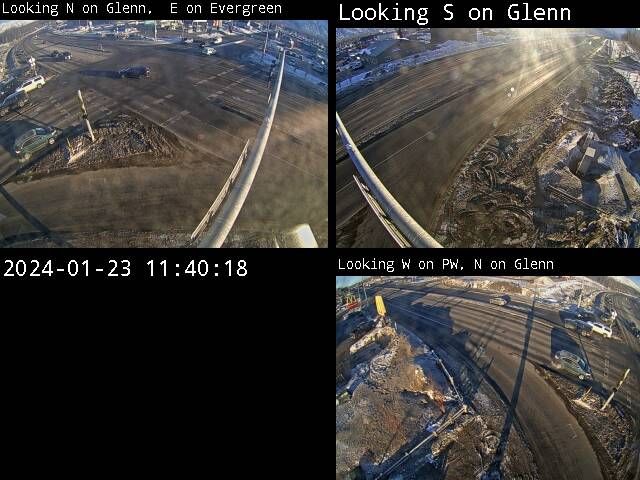 Looking N on Glenn,  E on Evergreen
Looking S on Glenn
2024-01-23 11:40:18
Looking W on PW, N on Glenn